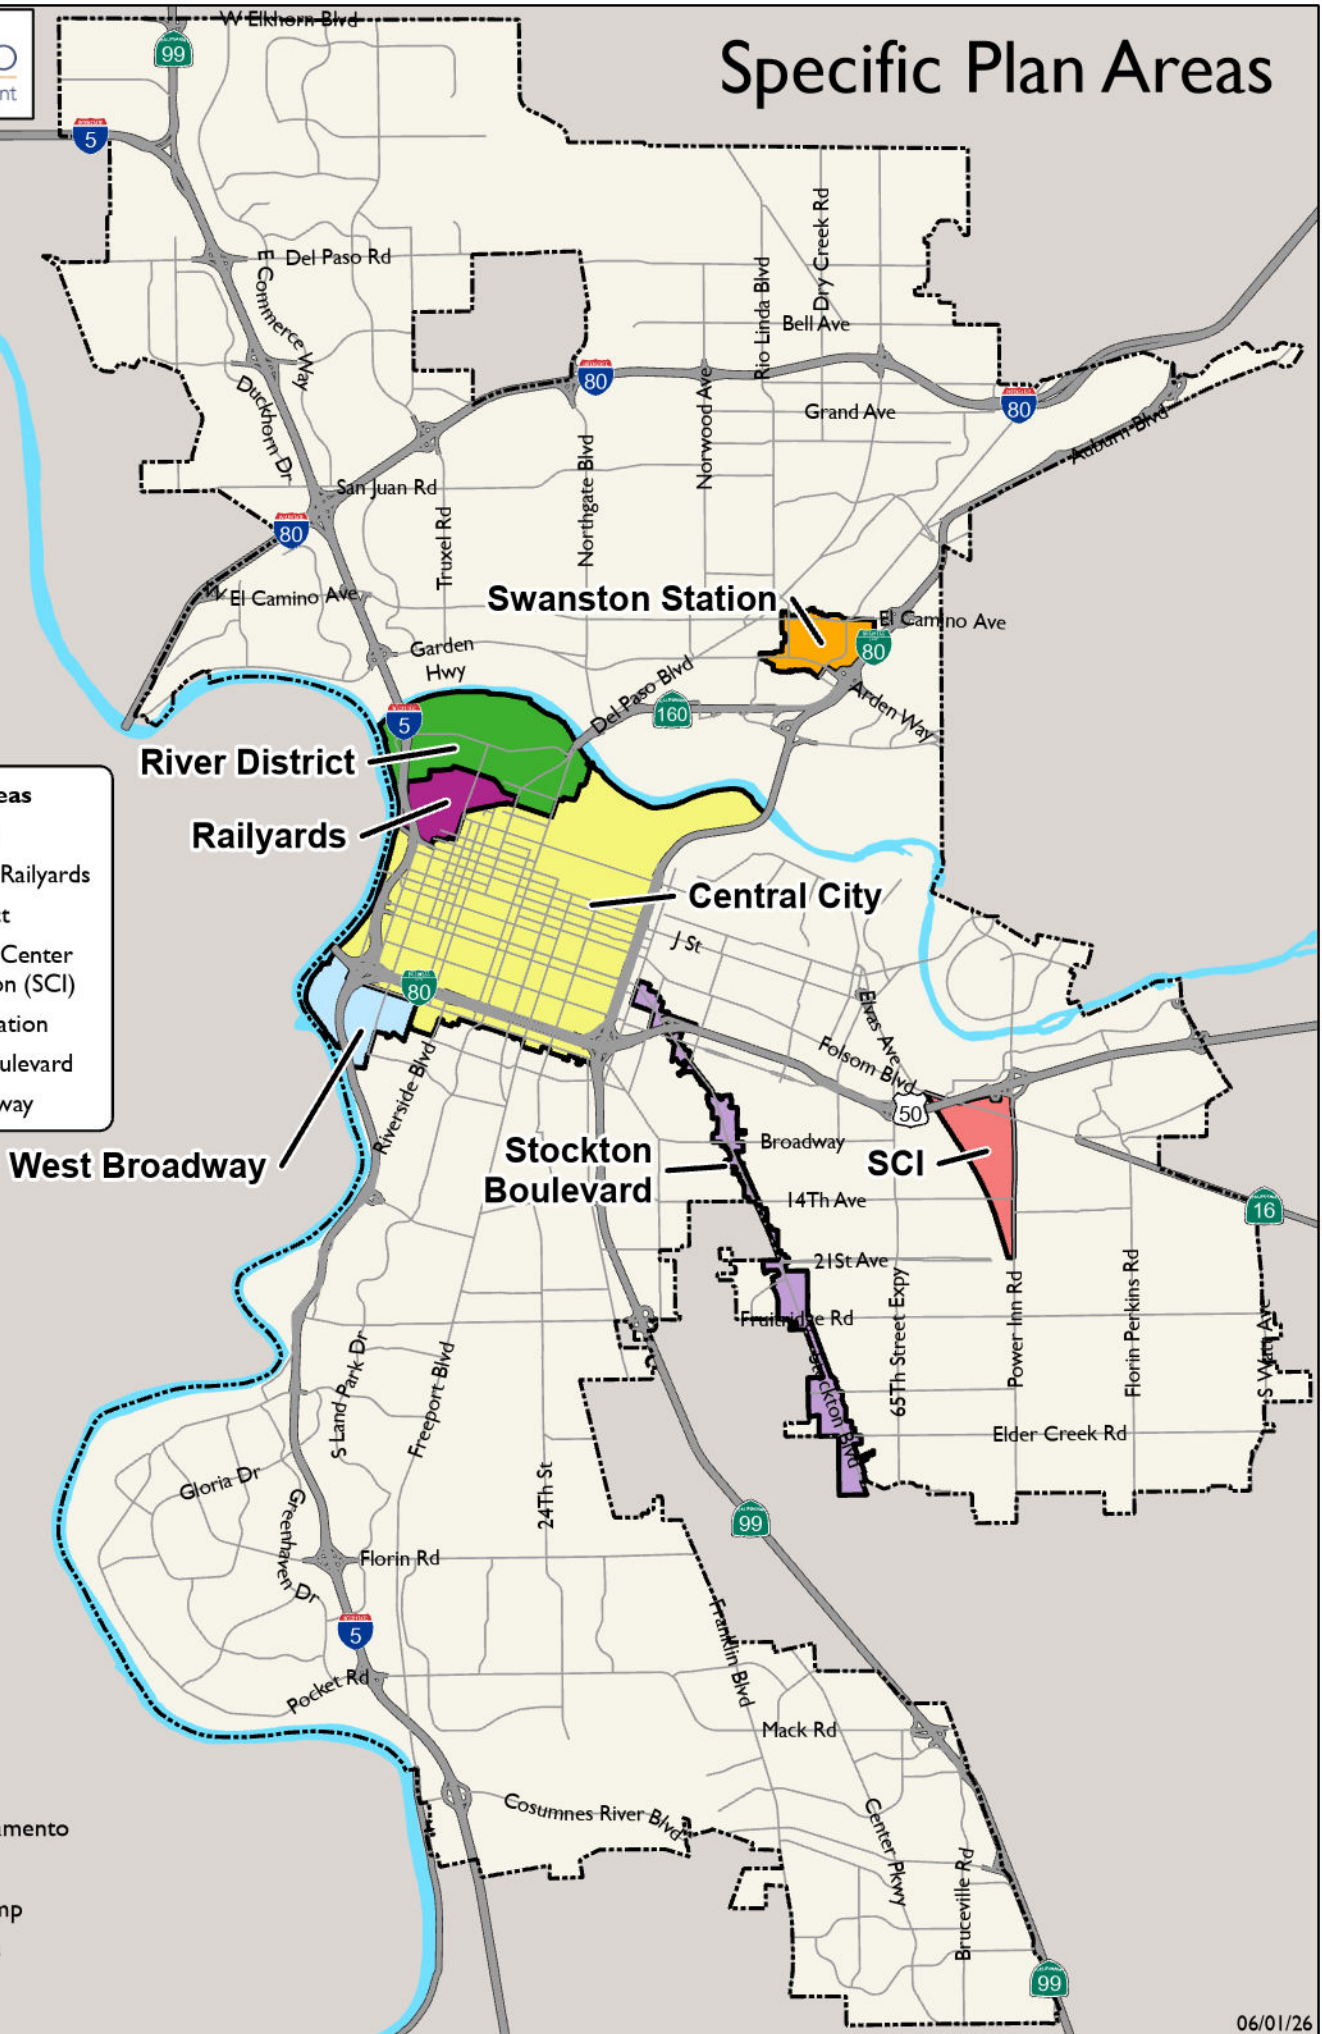 Specific Plan Areas
W Elkhorn Blvd
99
5
Del Paso Rd
E Commerce Way
Duckhorn Dr
Rio Linda Blvd
Dry Creek Rd
Bell Ave
80
80
Norwood Ave
Grand Ave
Auburn Blvd
San Juan Rd
80
Truxel Rd
Northgate Blvd
W El Camino Ave
Swanston Station
El Camino Ave
80
Garden
Hwy
Del Paso Blvd
160
Arden Way
5
River District
Railyards
Central City
J St
80
Elvas Ave
Folsom Blvd
50
Riverside Blvd
West Broadway
Stockton
Boulevard
Broadway
SCI
14Th Ave
16
21St Ave
Fruitridge Rd
Stockton Blvd
65Th Street Expy
Power Inn Rd
Florin Perkins Rd
S Watt Ave
Elder Creek Rd
S Land Park Dr
Freeport Blvd
Gloria Dr
Greenhaven Dr
24Th St
99
Florin Rd
5
Franklin Blvd
Pocket Rd
Mack Rd
Cosumnes River Blvd
Center Pkwy
Bruceville Rd
99
eas
Railyards
ct
Center
on (SCI)
ation
ulevard
way
amento
mp
06/01/26